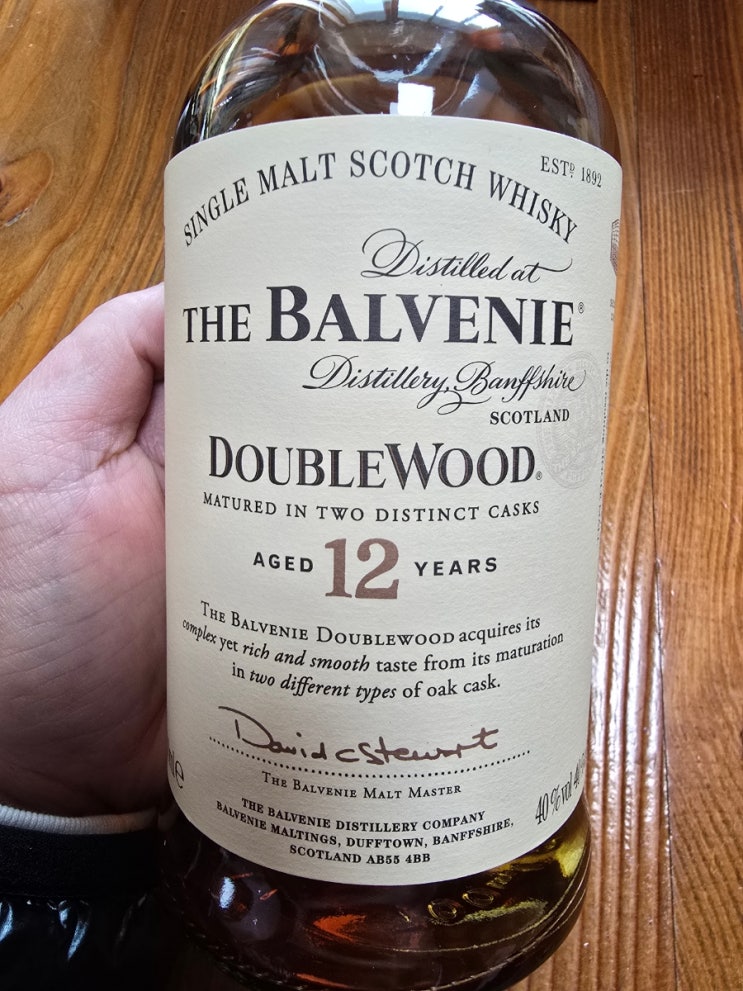 SINGLE MALT SCOTCH WHISKY
ESTD. 1892
Distilled at
THE BALVENIE®
Distillery, Banffshire
SCOTLAND
DOUBLEWOOD®
MATURED IN TWO DISTINCT CASKS
AGED 12 YEARS
THE BALVENIE DOUBLEWOOD acquires its
complex yet rich and smooth taste from its maturation
in two different types of oak cask.
David C Stewart
THE BALVENIE MALT MASTER
THE BALVENIE DISTILLERY COMPANY
BALVENIE MALTINGS, DUFFTOWN, BANFFSHIRE,
SCOTLAND AB55 4BB
40% vol